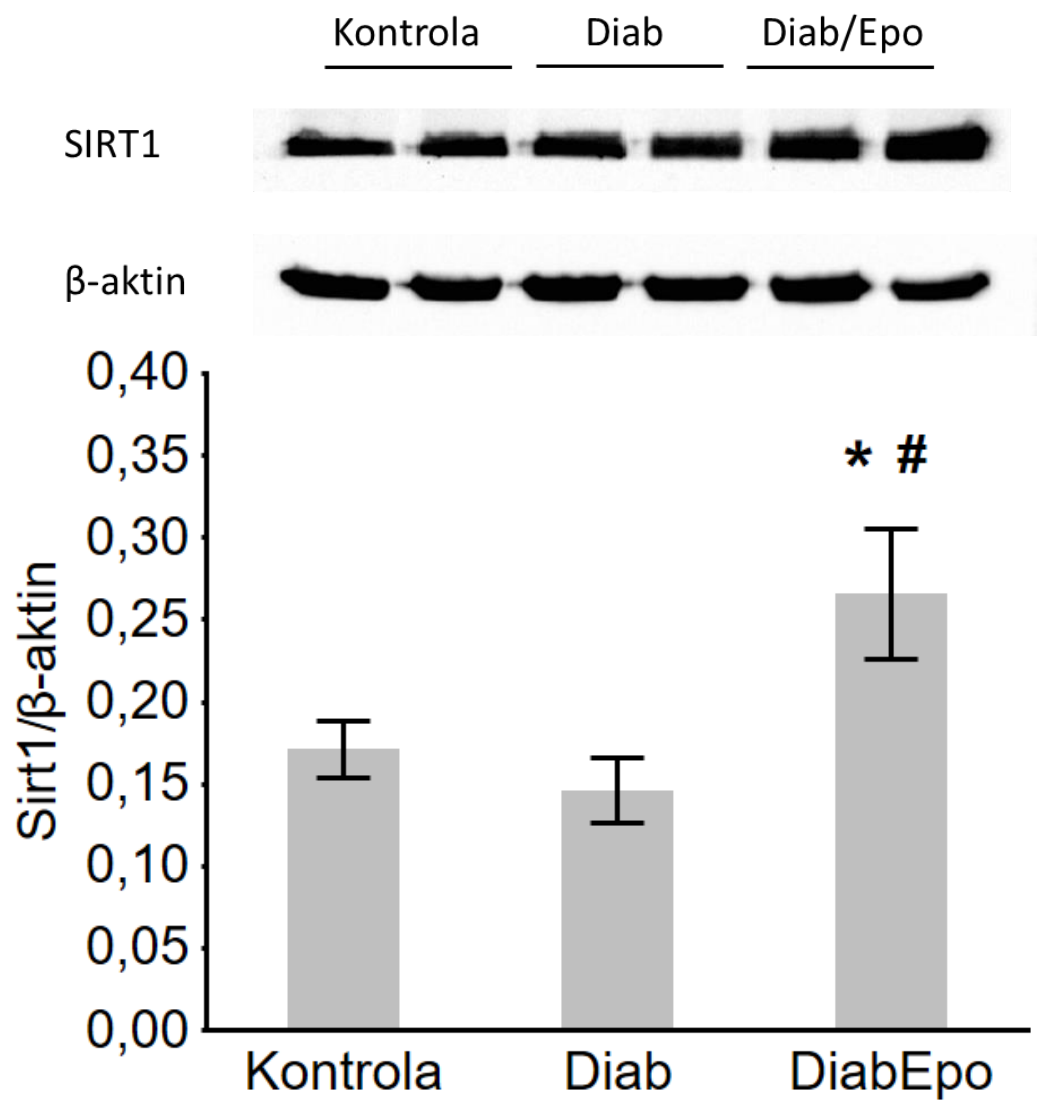 Kontrola Diab Diab/Epo
SIRT1
β-aktin
0,40
0,35
* #
0,30
0,25
0,20
0,15
0,10
0,05
0,00
Sirt1/β-aktin
Kontrola Diab DiabEpo